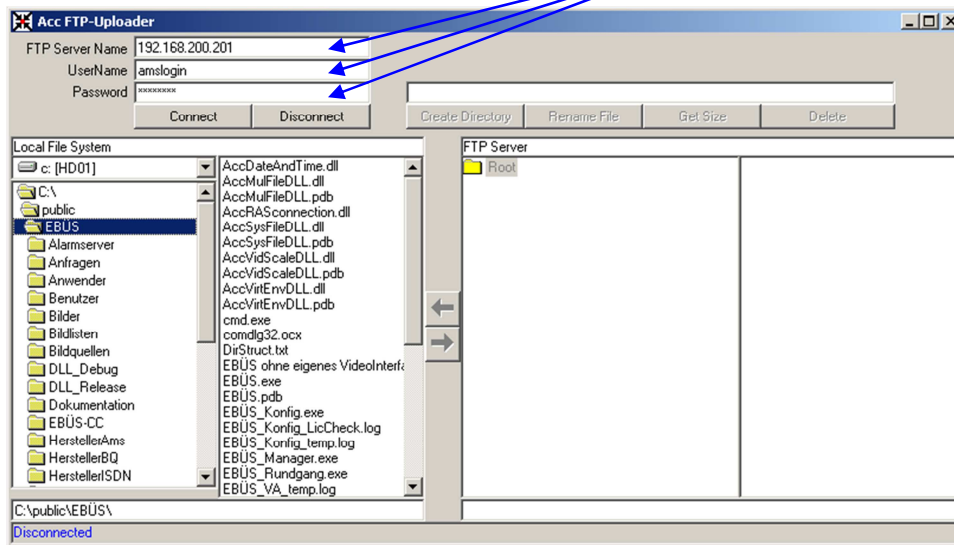 Acc FTP-Uploader
FTP Server Name 192.168.200.201
UserName amslogin
Password xxxxxxxx
Connect Disconnect Create Directory Rename File Get Size Delete
Local File System
c: [HD01]
C:\
public
EBÜS
Alarmserver
Anfragen
Anwender
Benutzer
Bilder
Bildlisten
Bildquellen
DLL_Debug
DLL_Release
Dokumentation
EBÜS-CC
HerstellerAms
HerstellerBQ
HerstellerISDN
AccDateAndTime.dll
AccMulFileDLL.dll
AccMulFileDLL.pdb
AccRASconnection.dll
AccSysFileDLL.dll
AccSysFileDLL.pdb
AccVidScaleDLL.dll
AccVidScaleDLL.pdb
AccVirtEnvDLL.dll
AccVirtEnvDLL.pdb
cmd.exe
comdlg32.ocx
DirStruct.txt
EBÜS ohne eigenes VideoInterfa
EBÜS.exe
EBÜS.pdb
EBÜS_Konfig.exe
EBÜS_Konfig_LicCheck.log
EBÜS_Konfig_temp.log
EBÜS_Manager.exe
EBÜS_Rundgang.exe
EBÜS_VA_temp.log
FTP Server
Root
C:\public\EBÜS\
Disconnected